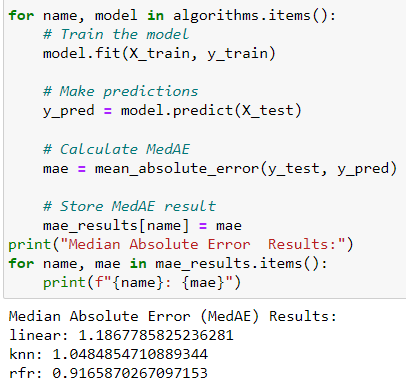 for name, model in algorithms.items():
    # Train the model
    model.fit(X_train, y_train)

    # Make predictions
    y_pred = model.predict(X_test)

    # Calculate MedAE
    mae = mean_absolute_error(y_test, y_pred)

    # Store MedAE result
    mae_results[name] = mae
print("Median Absolute Error  Results:")
for name, mae in mae_results.items():
    print(f"{name}: {mae}")
Median Absolute Error (MedAE) Results:
linear: 1.1867785825236281
knn: 1.0484854710889344
rfr: 0.9165870267097153